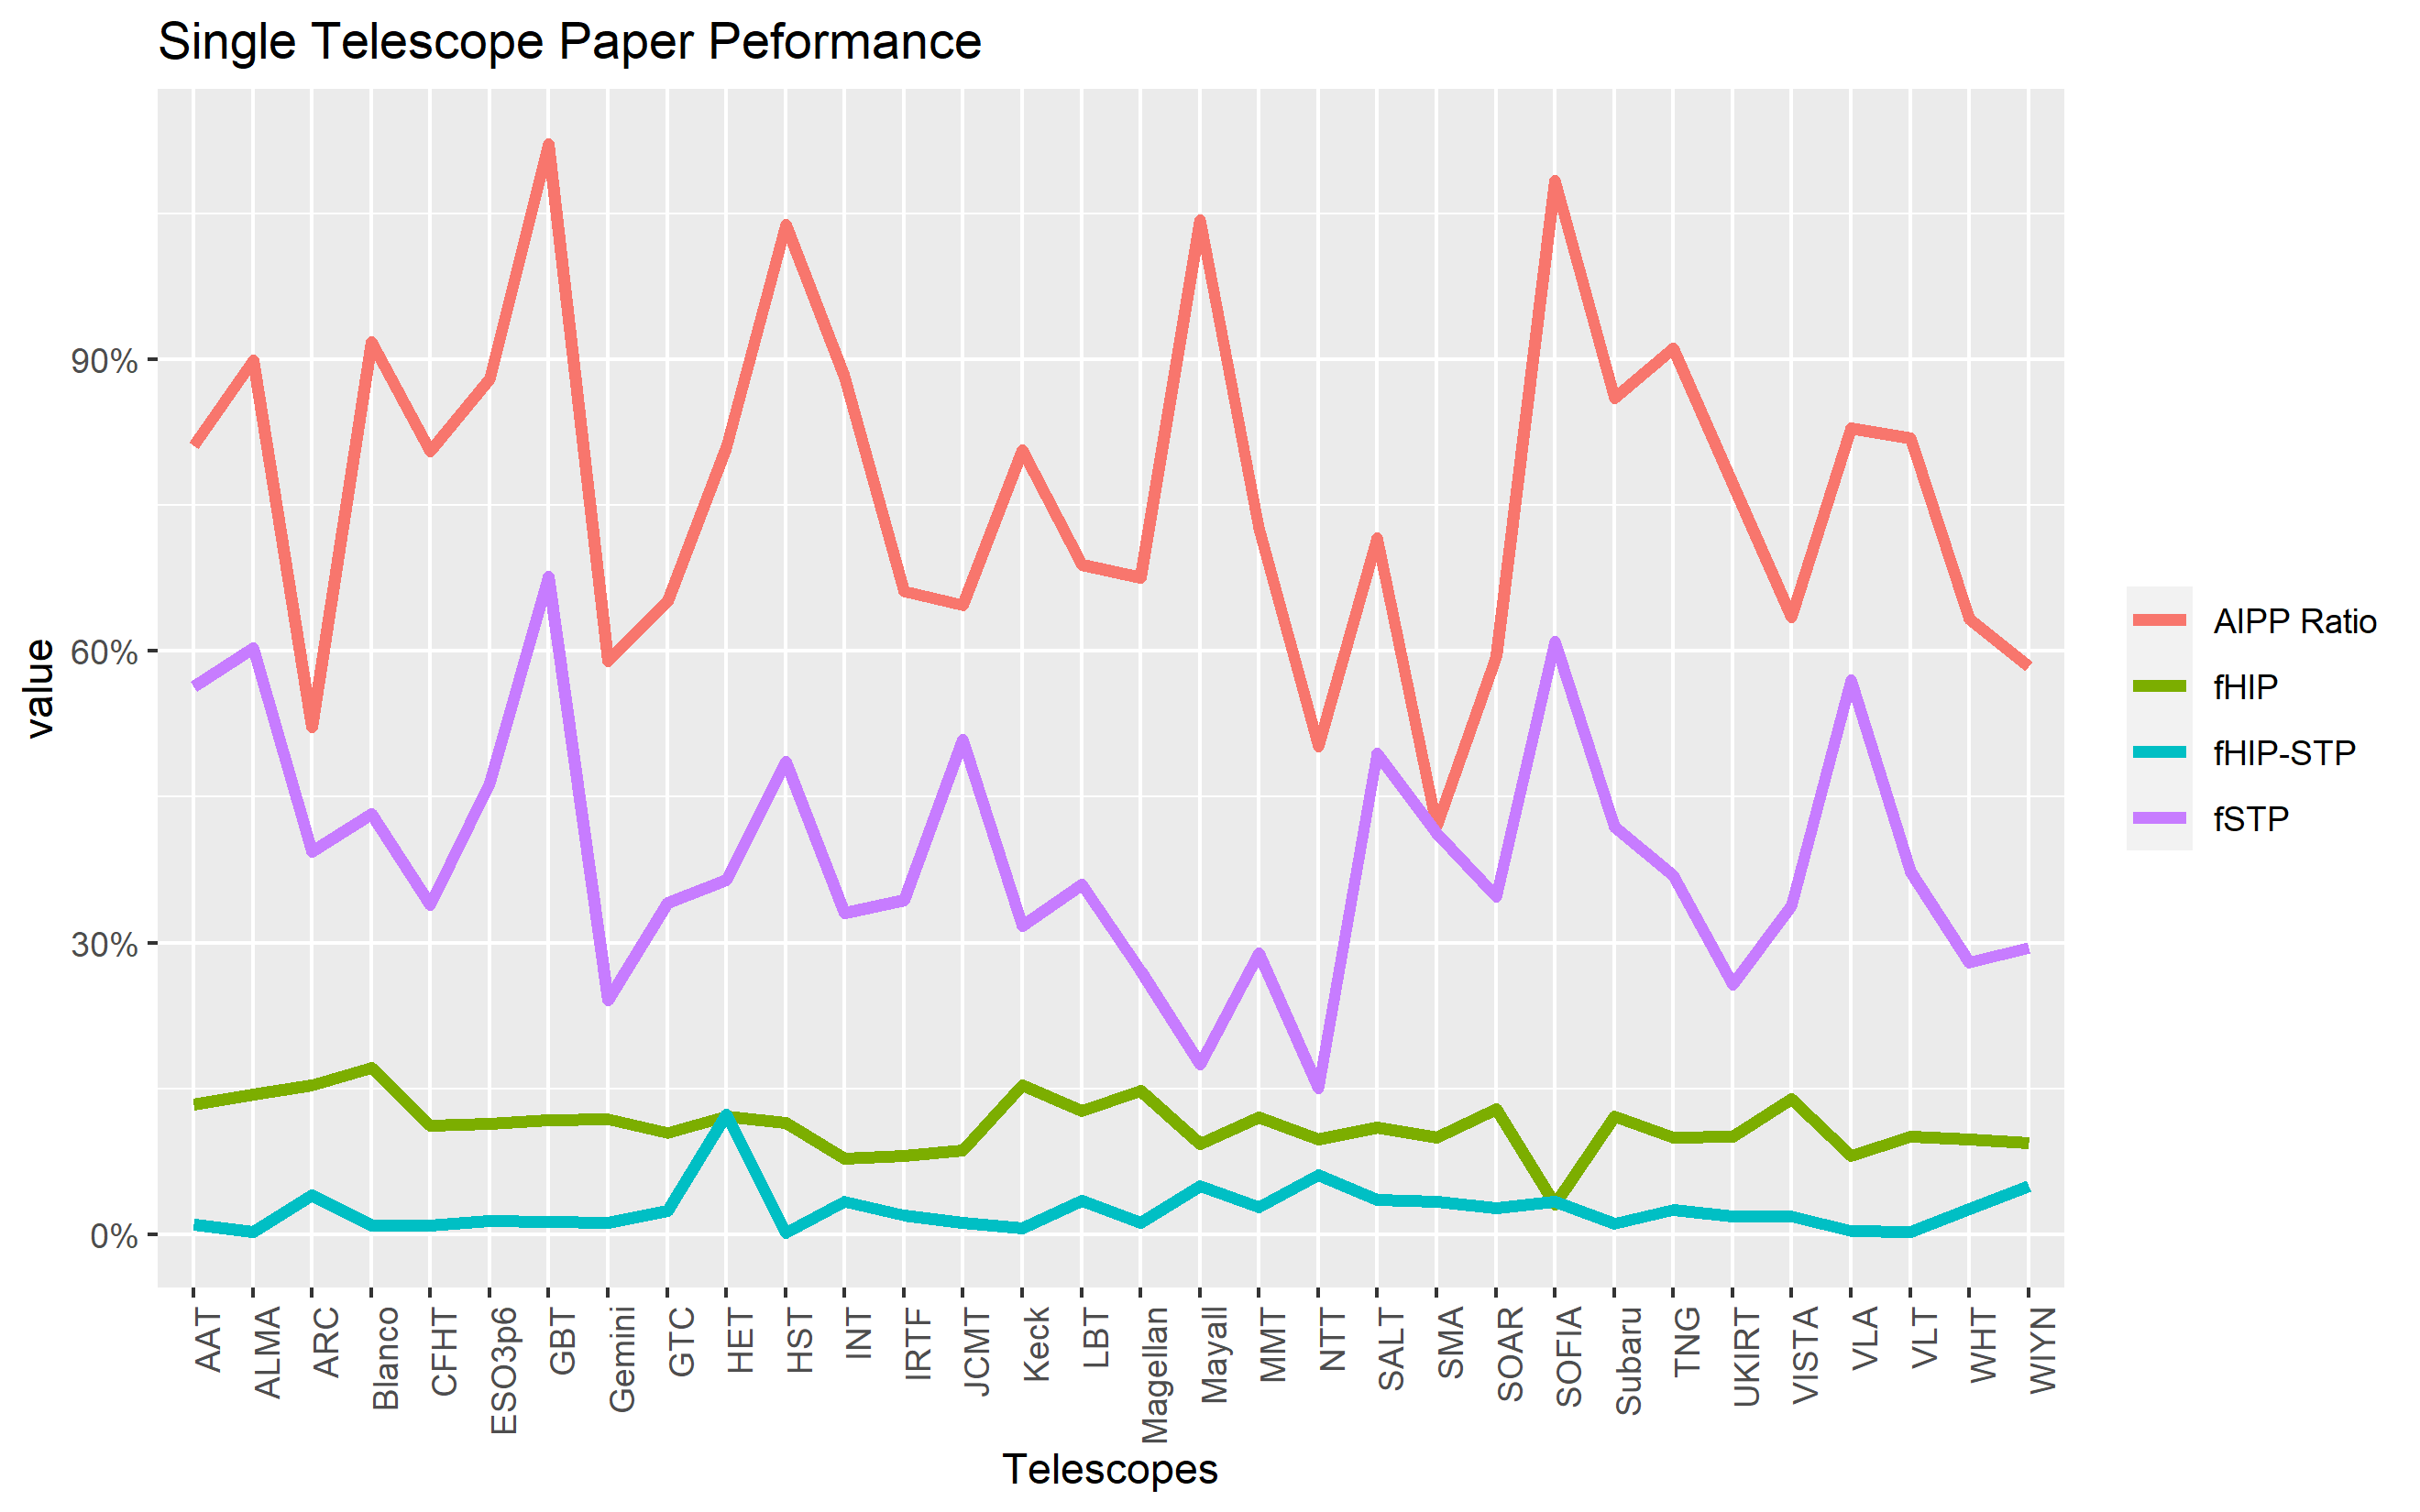 Single Telescope Paper Peformance
value
90%
60%
30%
0%
AAT
ALMA
ARC
Blanco
CFHT
ESO3p6
GBT
Gemini
GTC
HET
HST
INT
IRTF
JCMT
Keck
LBT
Magellan
Mayall
MMT
NTT
SALT
SMA
SOAR
SOFIA
Subaru
TNG
UKIRT
VISTA
VLA
VLT
WHT
WIYN
Telescopes
AIPP Ratio
fHIP
fHIP-STP
fSTP